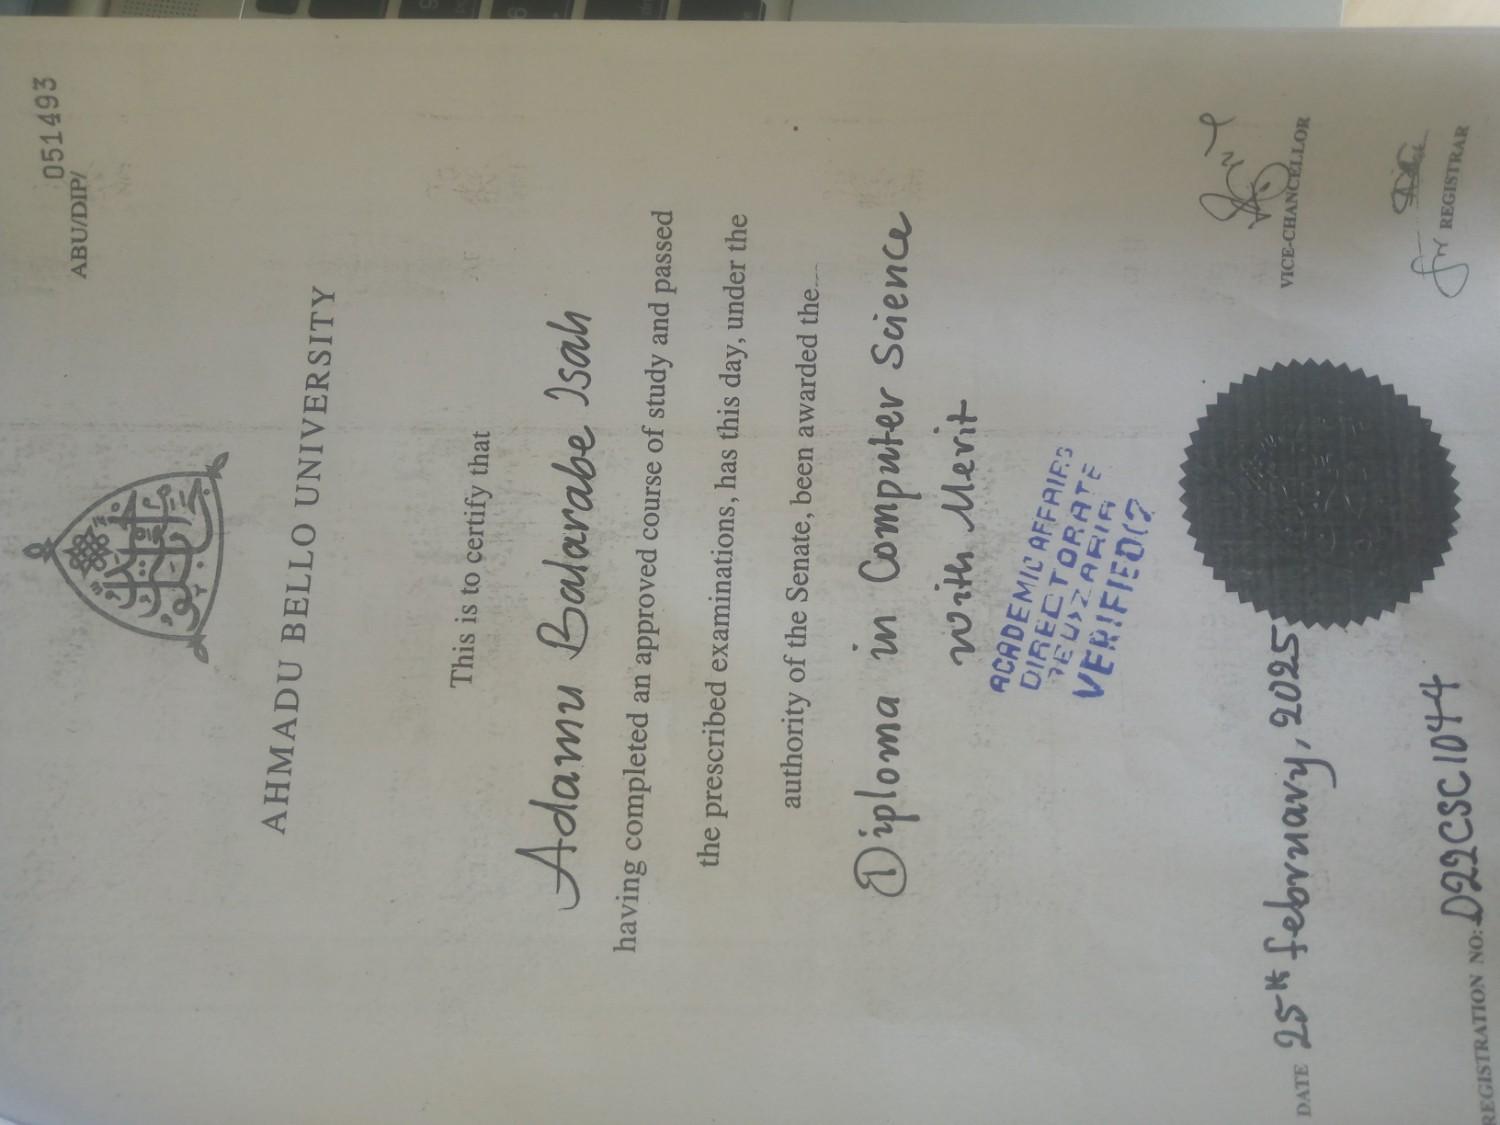 051493
ABU/DIP/
AHMADU BELLO UNIVERSITY
This is to certify that
Adamu Balarabe Isah
having completed an approved course of study and passed
the prescribed examinations, has this day, under the
authority of the Senate, been awarded the
Diploma in Computer Science
with Merit
ACADEMIC AFFAIRS
DIRECTORATE
ZARIA
VERIFIED
VICE-CHANCELLOR
DATE 25th February, 2025
for REGISTRAR
REGISTRATION NO: D22CSC1044